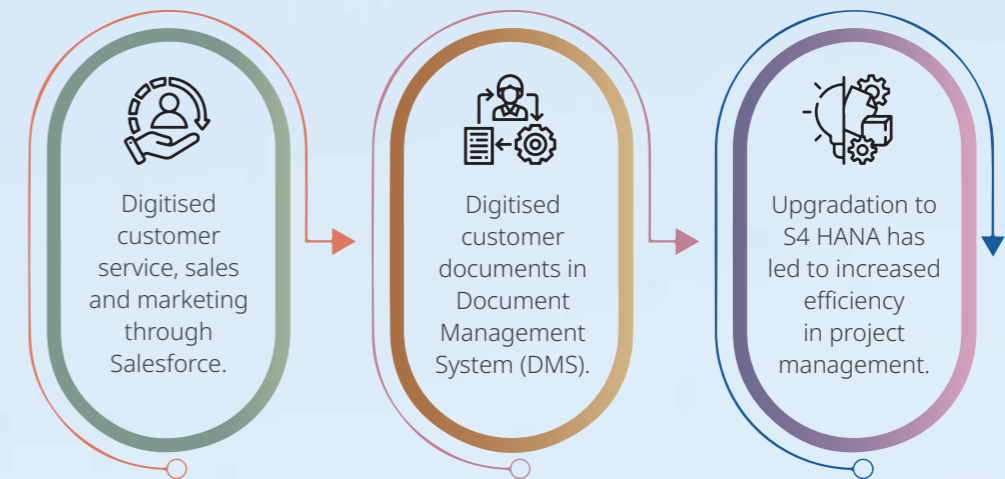 Digitised
customer
service, sales
and marketing
through
Salesforce.
Digitised
customer
documents in
Document
Management
System (DMS).
Upgradation to
S4 HANA has
led to increased
efficiency
in project
management.